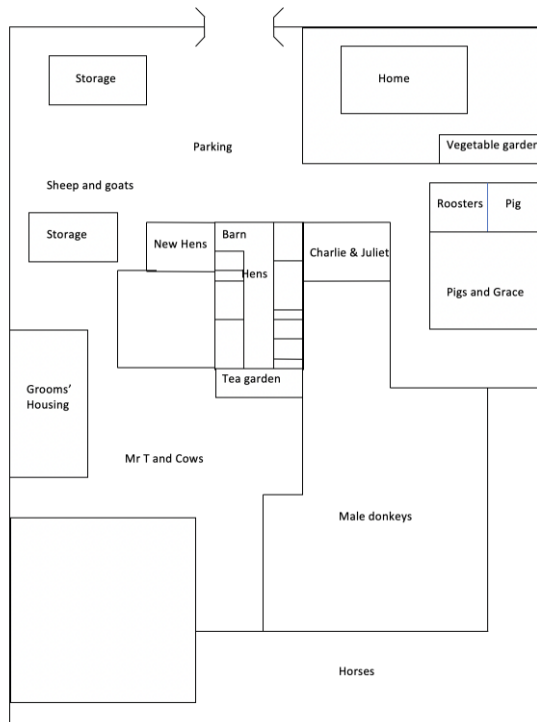 Storage
Home
Parking
Vegetable garden
Sheep and goats
Roosters
Pig
Storage
New Hens
Barn
Hens
Charlie & Juliet
Pigs and Grace
Tea garden
Grooms'
Housing
Mr T and Cows
Male donkeys
Horses